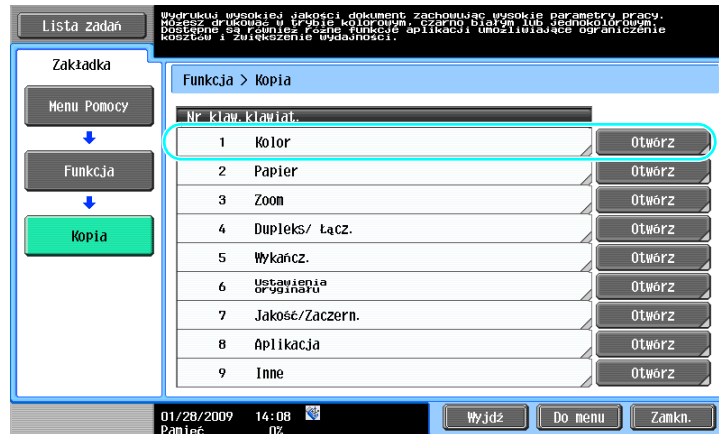 Lista zadań
Wydrukuj wysokiej jakości dokument zachowując wysokie parametry pracy.
Możesz drukować w trybie kolorowym, czarno białym lub jednokolorowym.
Dostępne są również różne funkcje aplikacji umożliwiające ograniczenie
kosztów i zwiększenie wydajności.
Zakładka
Menu Pomocy
Funkcja
Kopia
Funkcja > Kopia
Nr klaw.klawiat.
1 Kolor Otwórz
2 Papier Otwórz
3 Zoom Otwórz
4 Dupleks/ Łącz. Otwórz
5 Wykańcz. Otwórz
6 Ustawienia
oryginału Otwórz
7 Jakość/Zaczern. Otwórz
8 Aplikacja Otwórz
9 Inne Otwórz
01/28/2009 14:08
Pamięć 0%
Wyjdź Do menu Zamkn.